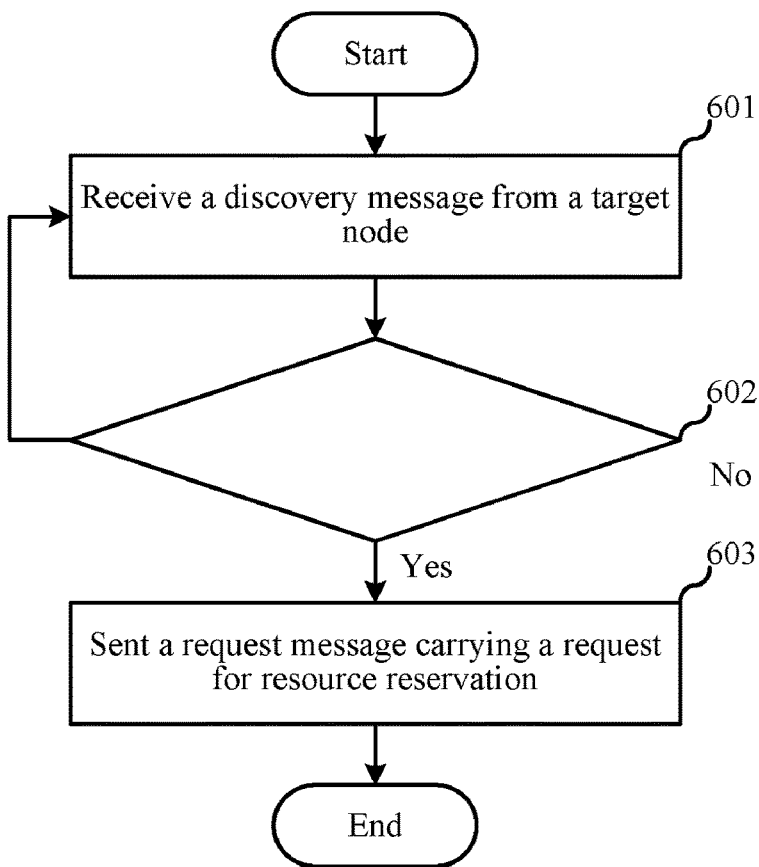 Start
601
Receive a discovery message from a target
node
602
No
Yes
603
Sent a request message carrying a request
for resource reservation
End